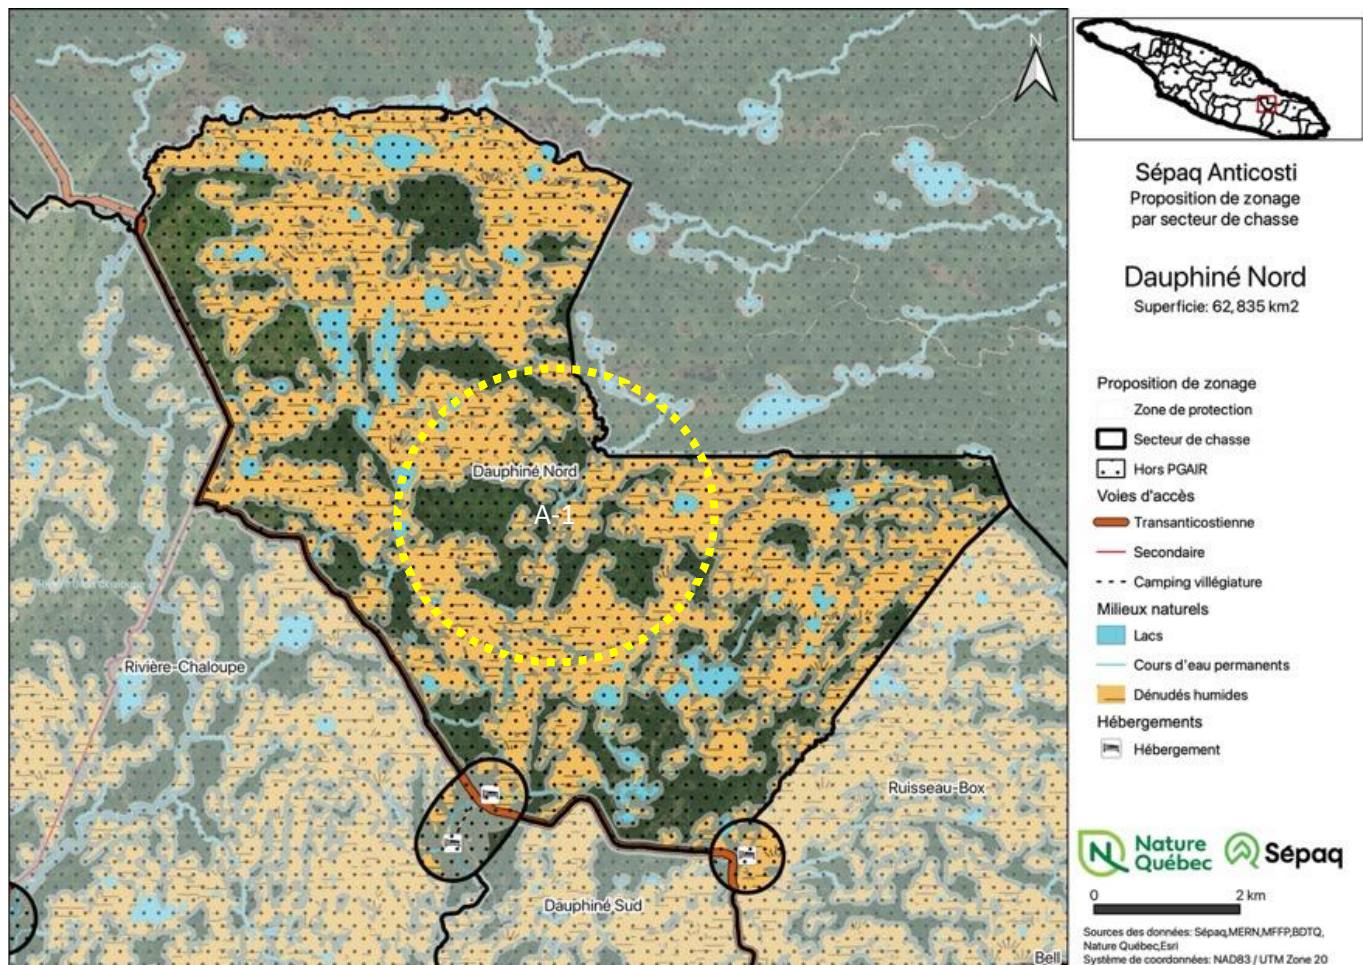 N
Dauphiné Nord
A-1
Rivière-Chaloupe
Ruisseau-Box
Dauphiné Sud
Bell
Sépaq Anticosti
Proposition de zonage
par secteur de chasse
Dauphiné Nord
Superficie: 62,835 km2
Proposition de zonage
Zone de protection
Secteur de chasse
Hors PGAIR
Voies d'accès
Transanticostienne
Secondaire
Camping villégiature
Milieux naturels
Lacs
Cours d'eau permanents
Dénudés humides
Hébergements
Hébergement
Nature
Québec
Sépaq
0 2 km
Sources des données: Sépaq,MERN,MFFP,BDTQ,
Nature Québec,Esri
Système de coordonnées: NAD83 / UTM Zone 20